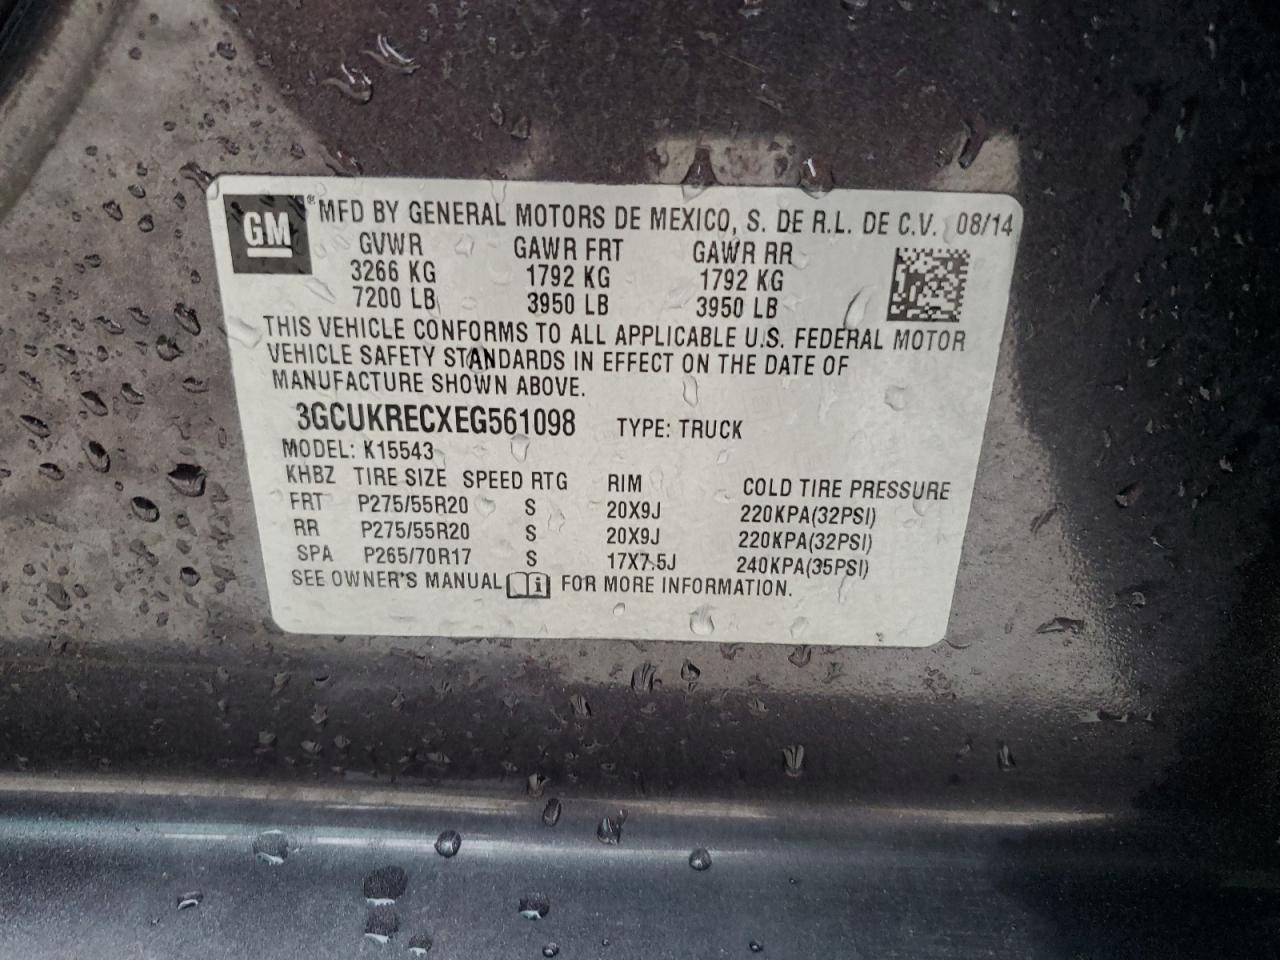 GM ® MFD BY GENERAL MOTORS DE MEXICO, S. DE R.L. DE C.V. 08/14
GVWR GAWR FRT GAWR RR
3266 KG 1792 KG 1792 KG
7200 LB 3950 LB 3950 LB
THIS VEHICLE CONFORMS TO ALL APPLICABLE U.S. FEDERAL MOTOR
VEHICLE SAFETY STANDARDS IN EFFECT ON THE DATE OF
MANUFACTURE SHOWN ABOVE.
3GCUKRECXEG561098 TYPE: TRUCK
MODEL: K15543
KHBZ TIRE SIZE SPEED RTG RIM COLD TIRE PRESSURE
FRT P275/55R20 S 20X9J 220KPA(32PSI)
RR P275/55R20 S 20X9J 220KPA(32PSI)
SPA P265/70R17 S 17X7.5J 240KPA(35PSI)
SEE OWNER'S MANUAL i FOR MORE INFORMATION.